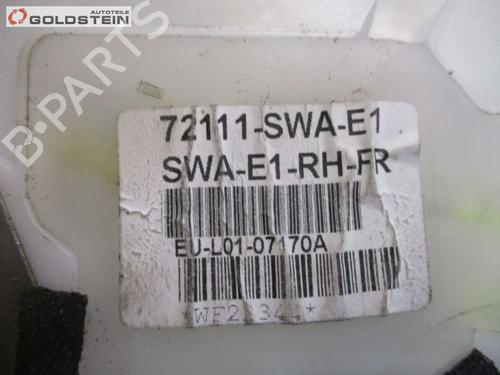 AUTOTEILE
GOLDSTEIN
B-PARTS
72111-SWA-E1
SWA-E1-RH-FR
EU-L01-07170A